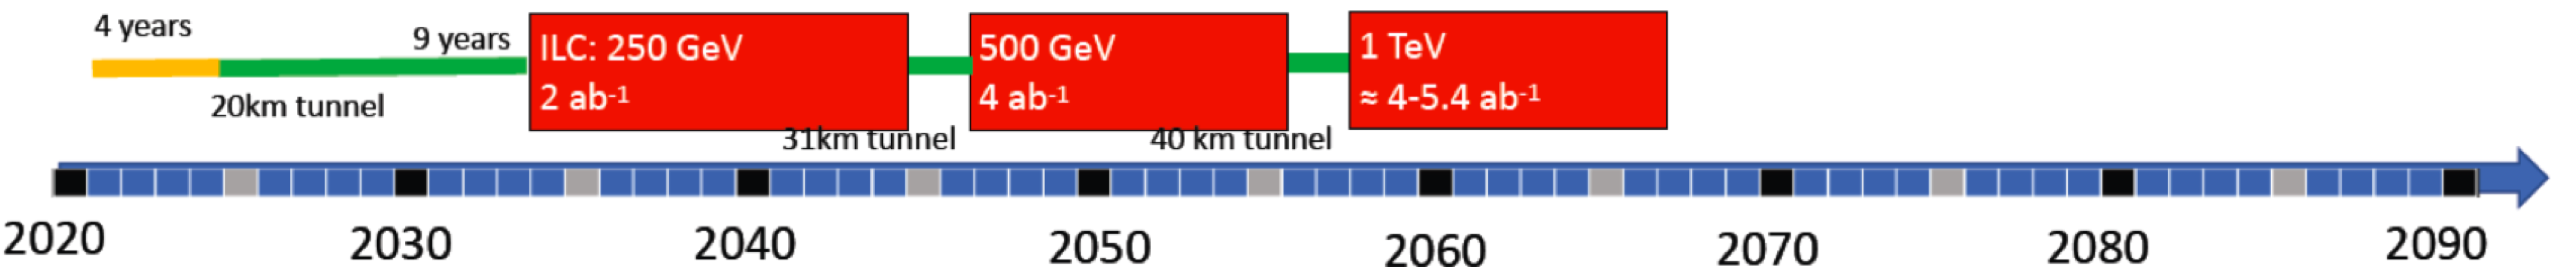 4 years
9 years
20km tunnel
ILC: 250 GeV
2 ab-1
31km tunnel
500 GeV
4 ab-1
40 km tunnel
1 TeV
≈ 4-5.4 ab-1
2020 2030 2040 2050 2060 2070 2080 2090